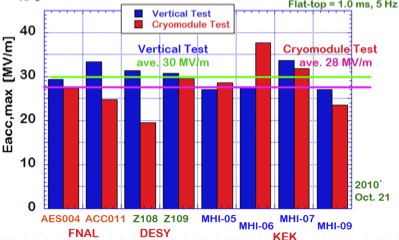 Flat-top = 1.0 ms, 5 Hz
Vertical Test
Cryomodule Test
Vertical Test
ave. 30 MV/m
Cryomodule Test
ave. 28 MV/m
Eacc,max [MV/m]
40
30
20
10
0
2010'
Oct. 21
AES004 ACC011 Z108 Z109 MHI-05 MHI-06 MHI-07 MHI-09
FNAL DESY KEK